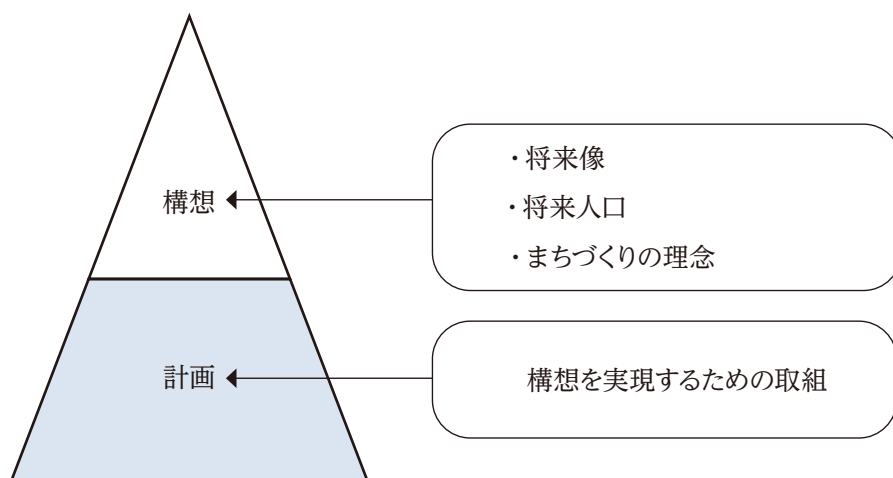 構想
・将来像
・将来人口
・まちづくりの理念
計画
構想を実現するための取組